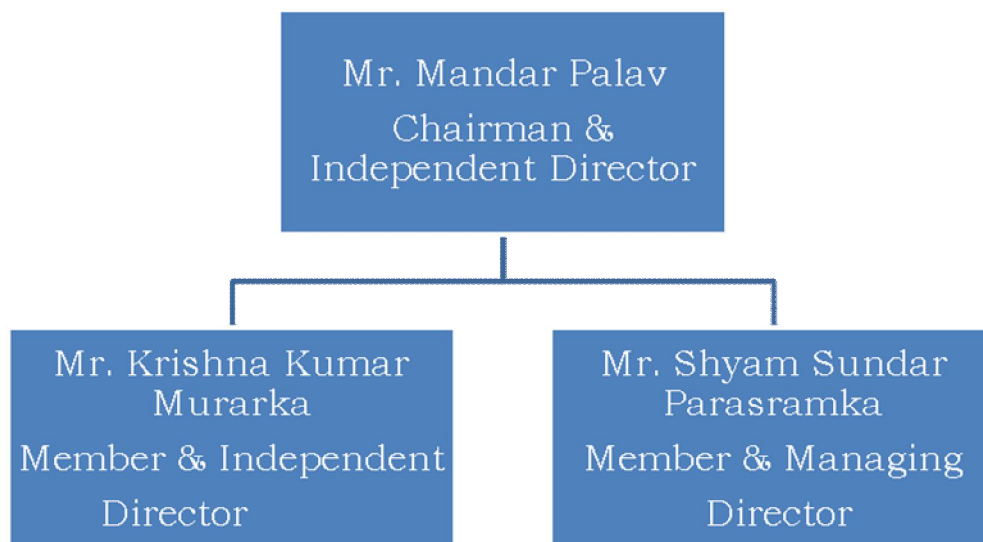 Mr. Mandar Palav
Chairman &
Independent Director
Mr. Krishna Kumar
Murarka
Member & Independent
Director
Mr. Shyam Sundar
Parasramka
Member & Managing
Director